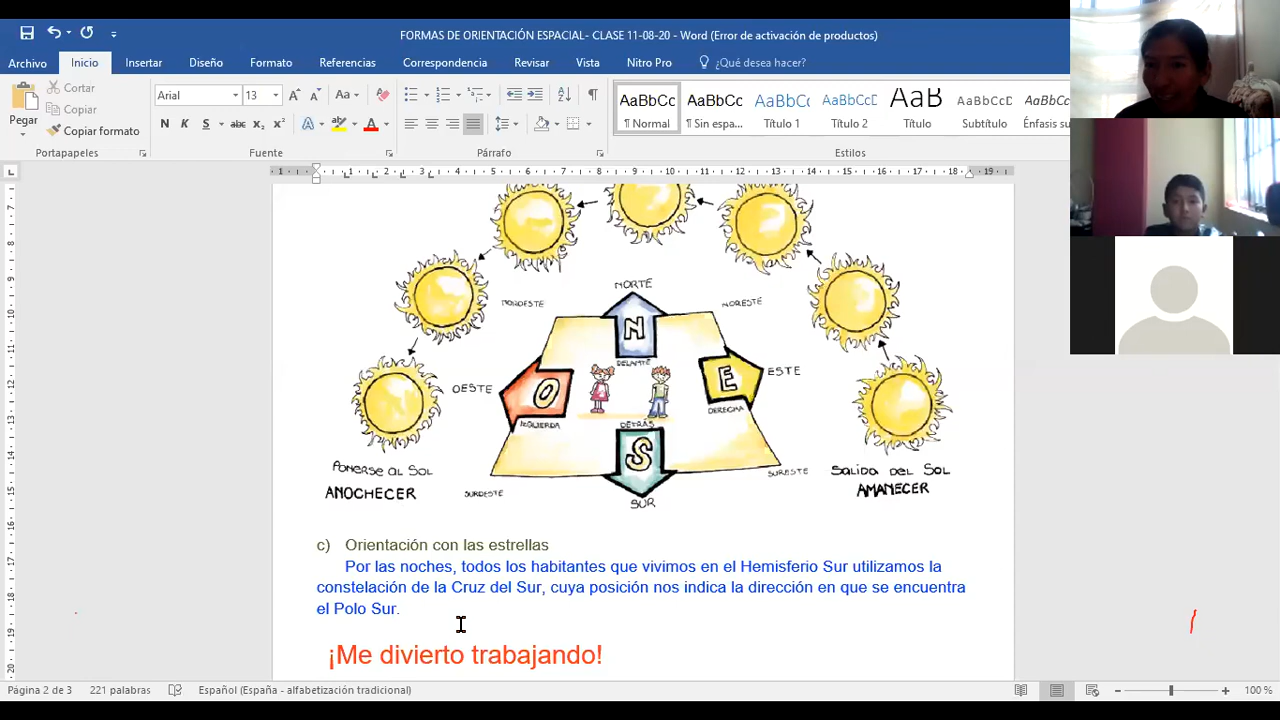 FORMAS DE ORIENTACIÓN ESPACIAL- CLASE 11-08-20 - Word (Error de activación de productos)
Archivo Inicio Insertar Diseño Formato Referencias Correspondencia Revisar Vista Nitro Pro ¿Qué desea hacer?
Pegar
Cortar
Copiar
Copiar formato
Portapapeles
Arial 13
N K S abc x₂ x²
Fuente
Párrafo
AaBbCc AaBbCc AaBbCc AaBbCc AaB AaBbCc AaBbCc
¶ Normal ¶ Sin espa... Título 1 Título 2 Título Subtítulo Énfasis su
Estilos
NORTE
NOROESTE
NORESTE
N
DELANTE
OESTE
O
IZQUIERDA
E
DERECHA
ESTE
DETRÁS
S
SUR
SUROESTE
SURESTE
PONERSE AL SOL
ANOCHECER
SALIDA DEL SOL
AMANECER
c) Orientación con las estrellas
Por las noches, todos los habitantes que vivimos en el Hemisferio Sur utilizamos la
constelación de la Cruz del Sur, cuya posición nos indica la dirección en que se encuentra
el Polo Sur.
¡Me divierto trabajando!
Página 2 de 3 221 palabras Español (España - alfabetización tradicional) 100 %